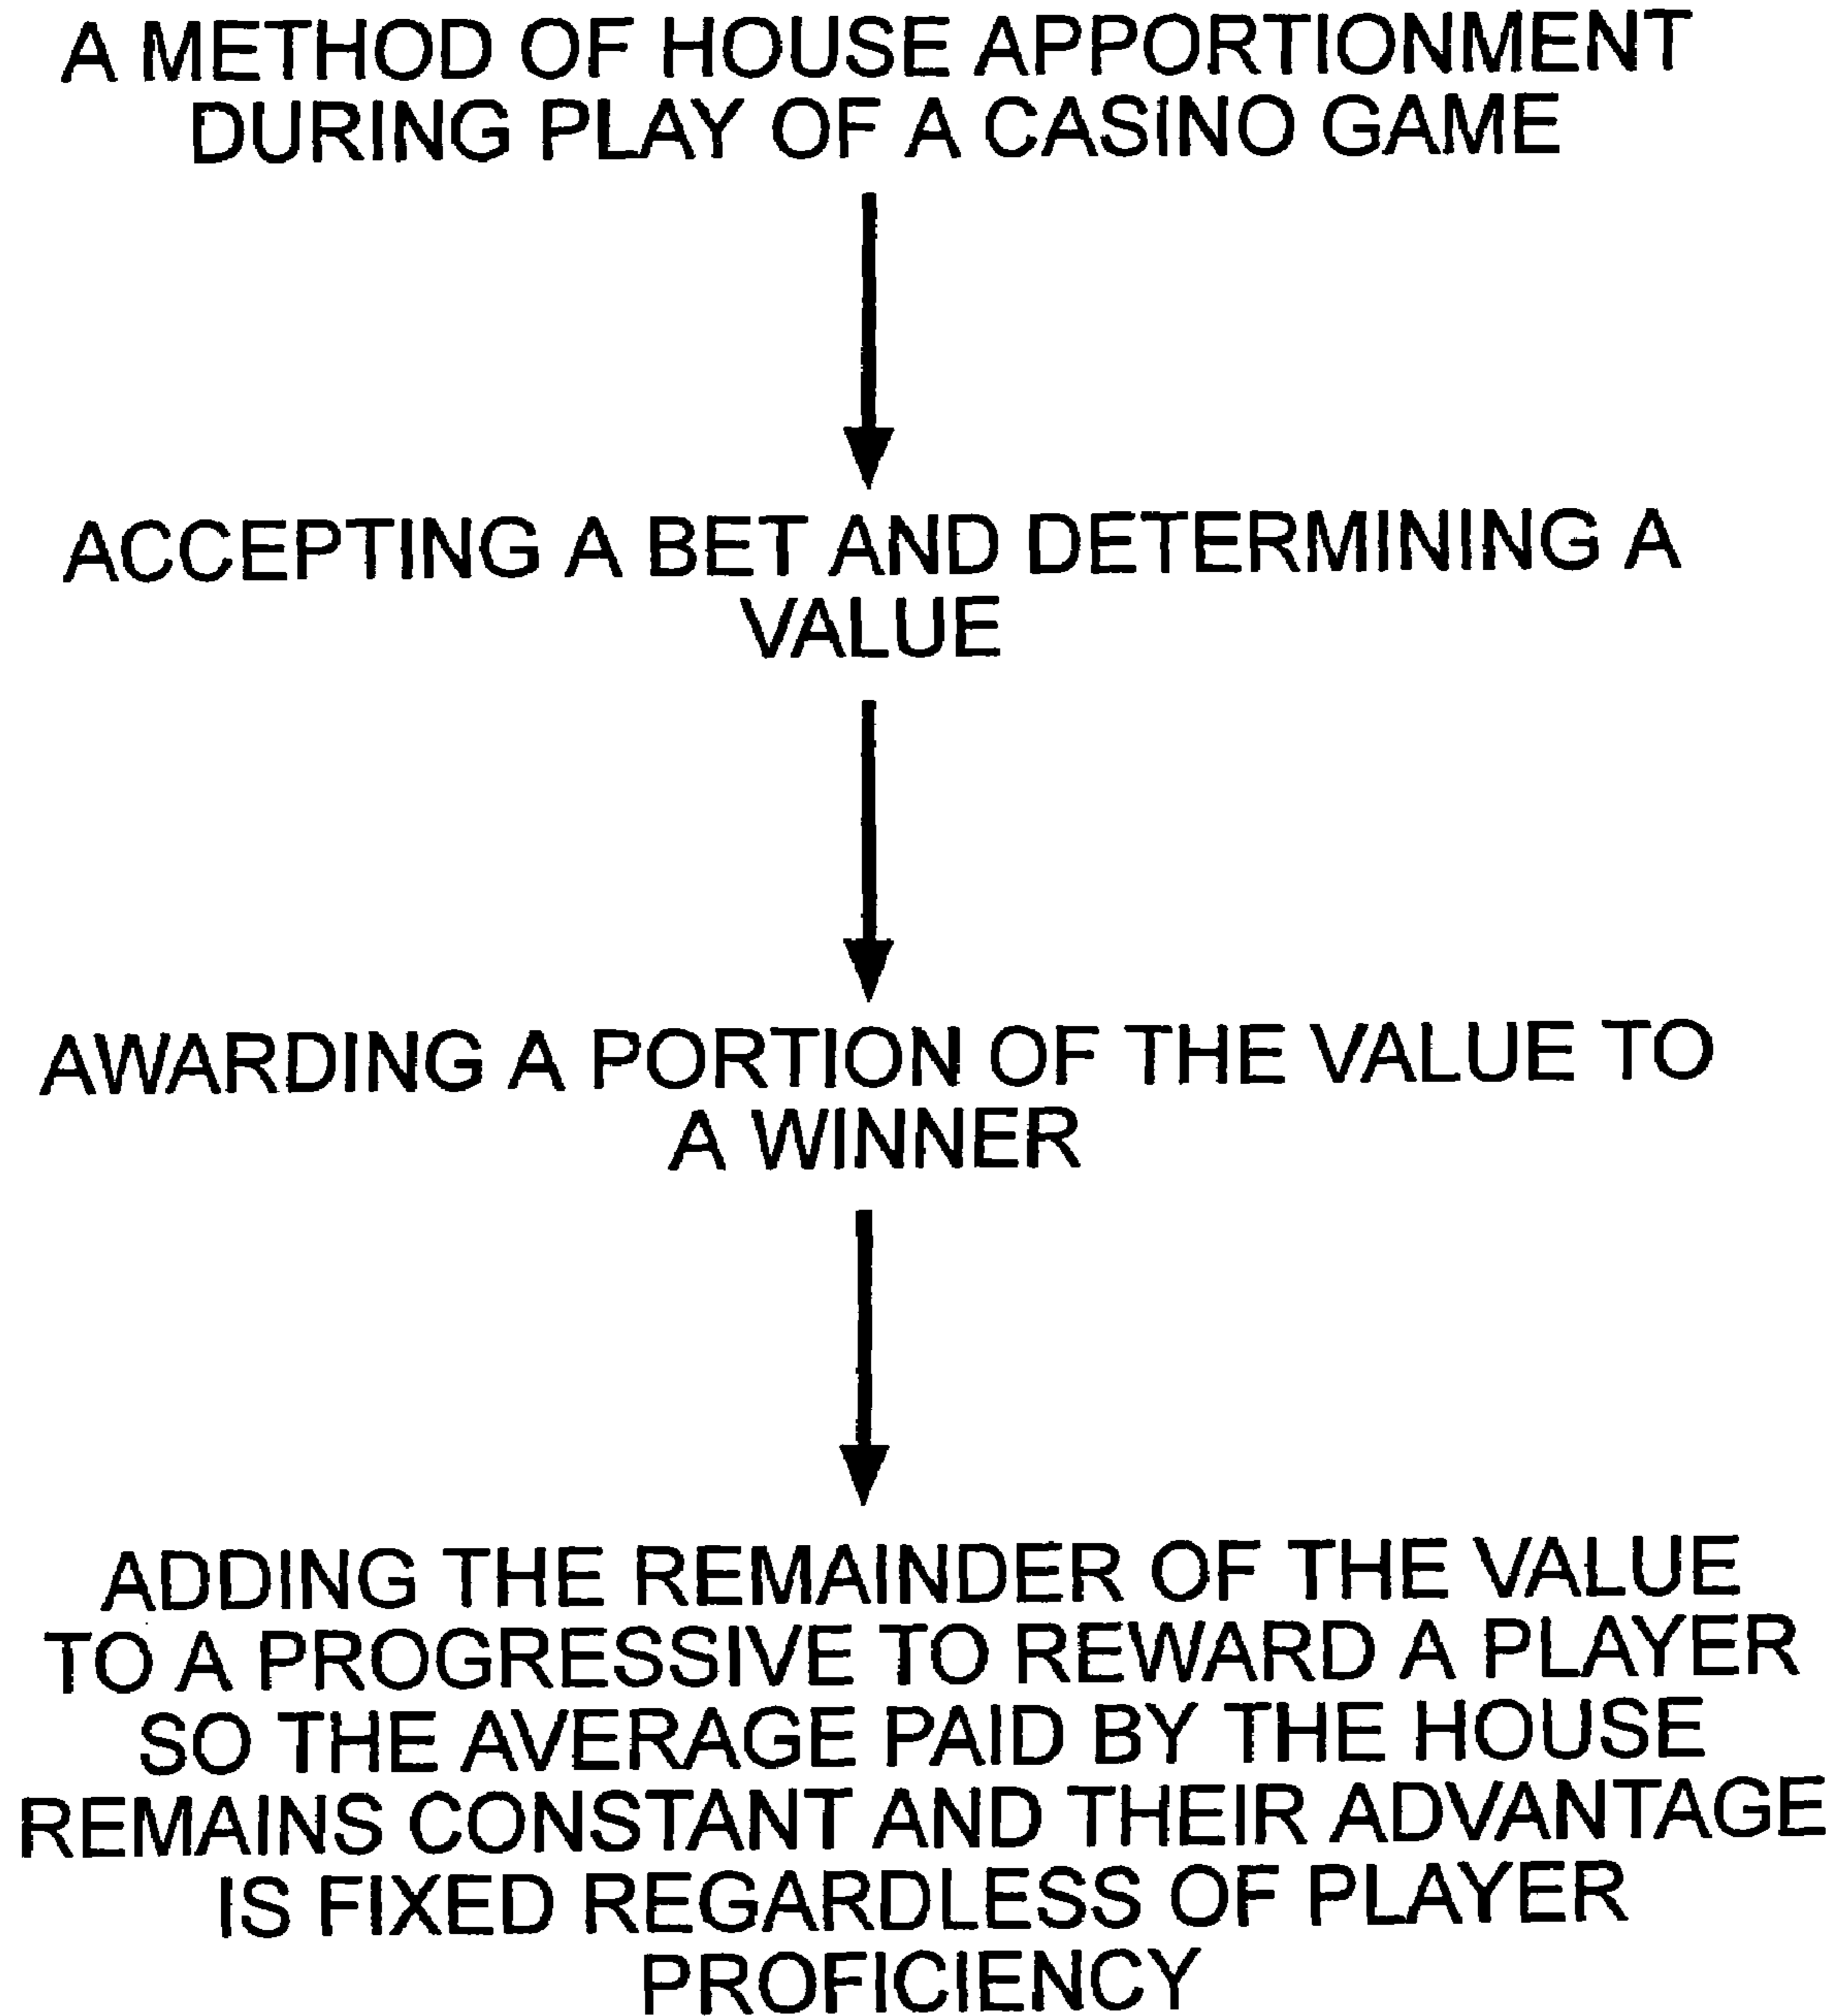 A METHOD OF HOUSE APPORTIONMENT
DURING PLAY OF A CASINO GAME
ACCEPTING A BET AND DETERMINING A
VALUE
AWARDING A PORTION OF THE VALUE TO
A WINNER
ADDING THE REMAINDER OF THE VALUE
TO A PROGRESSIVE TO REWARD A PLAYER
SO THE AVERAGE PAID BY THE HOUSE
REMAINS CONSTANT AND THEIR ADVANTAGE
IS FIXED REGARDLESS OF PLAYER
PROFICIENCY